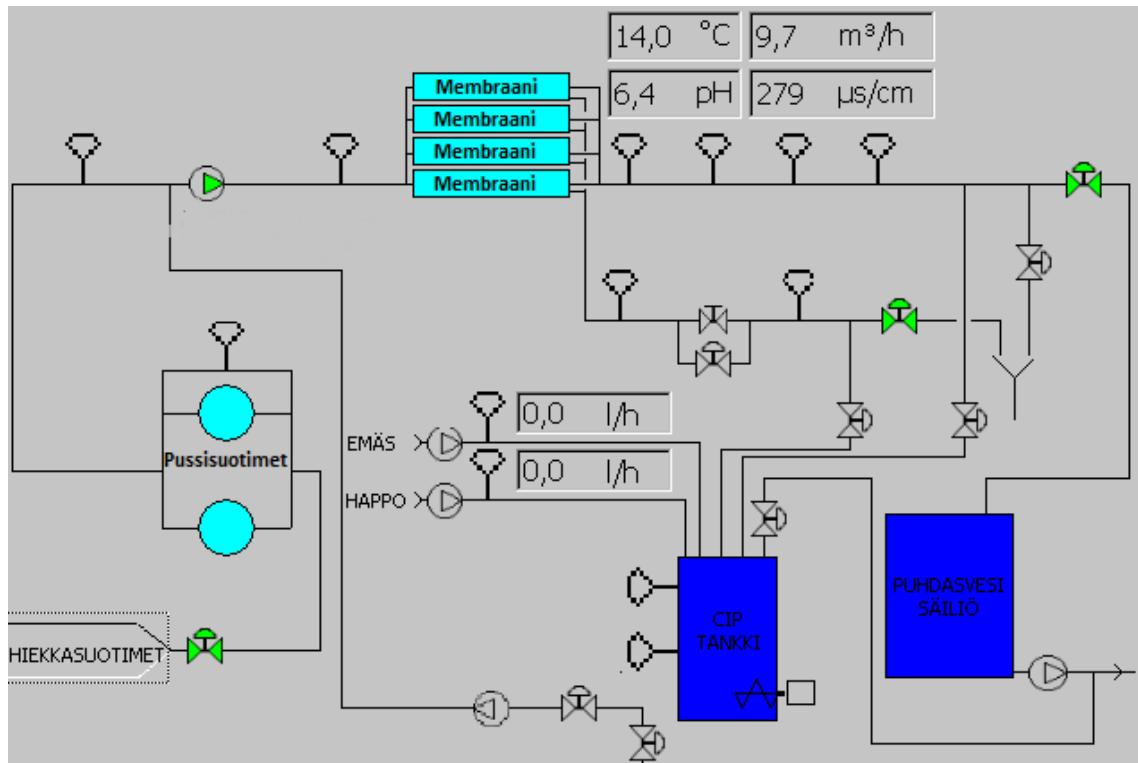 14,0 °C 9,7 m³/h
6,4 pH 279 µs/cm
Membraani
Membraani
Membraani
Membraani
0,0 l/h
EMÄS
Pussisuotimet
0,0 l/h
HAPPO
PUHDASVESI
SÄILIÖ
CIP
TANKKI
HIEKKASUOTIMET